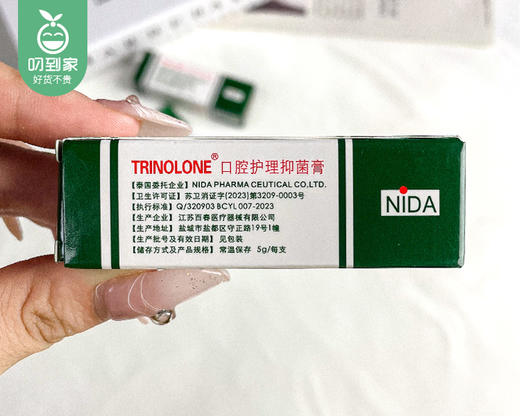 叨到家
好货不贵
TRINOLONE® 口腔护理抑菌膏
【泰国委托企业】NIDA PHARMA CEUTICAL CO,.LTD.
【卫生许可证】苏卫消证字(2023)第3209-0003号
【执行标准】Q/320903 BCYL 007-2023
【生产企业】江苏百春医疗器械有限公司
【生产地址】盐城市盐都区守正路19号1幢
【生产批号及有效日期】见包装
【储存方式及产品规格】常温保存 5g/每支
NIDA